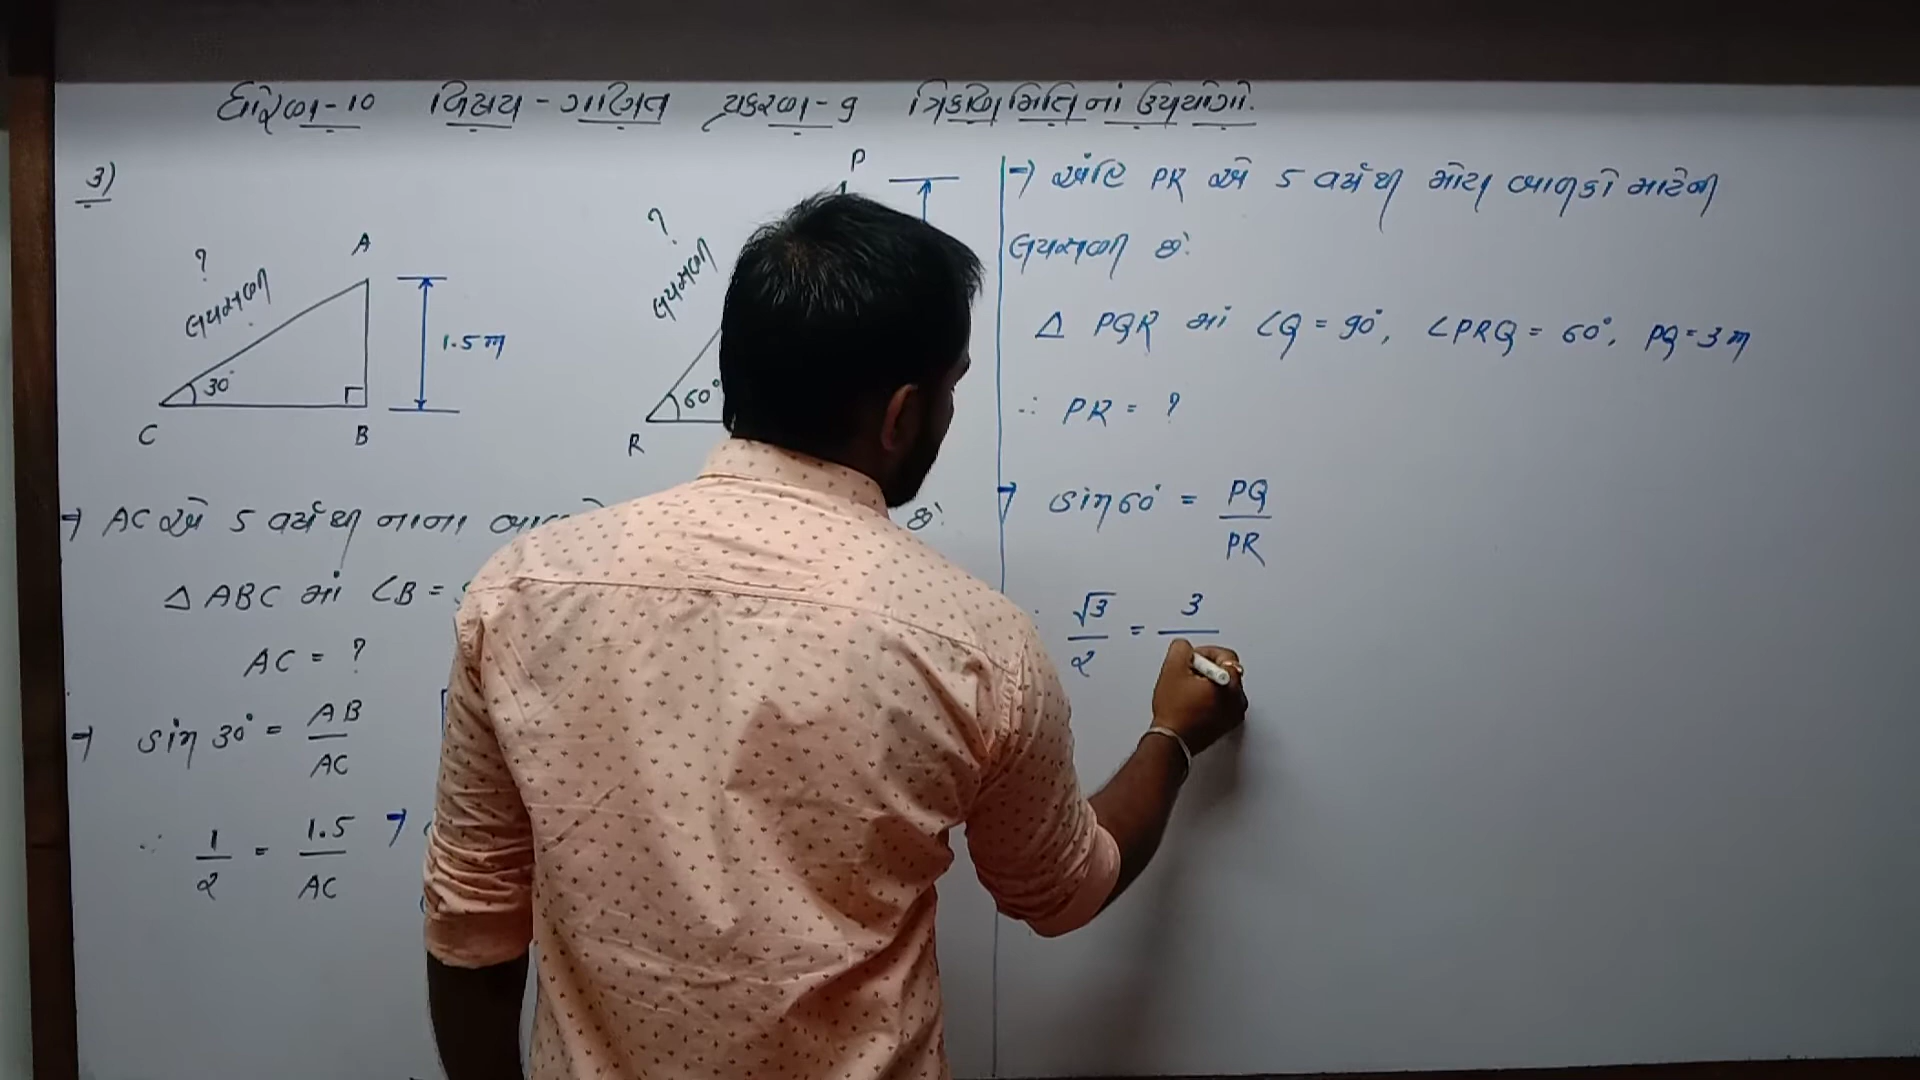 ધોરણ-10 વિષય - ગણિત પ્રકરણ - 9 ત્રિકોણમિતિનાં ઉપયોગો.
3)
?
લપસણી
A
30°
1.5 m
C
B
P
?
લપસણી
60°
R
→ AC એ 5 વર્ષથી નાના
છે.
△ ABC માં ∠B =
AC = ?
→ sin 30° = AB/AC
∴ 1/2 = 1.5/AC →
→ અહિં PR એ 5 વર્ષથી મોટા બાળકો માટેની
લપસણી છે.
△ PQR માં ∠Q = 90°, ∠PRQ = 60°, PQ = 3 m
∴ PR = ?
→ sin 60° = PQ/PR
√3/2 = 3/